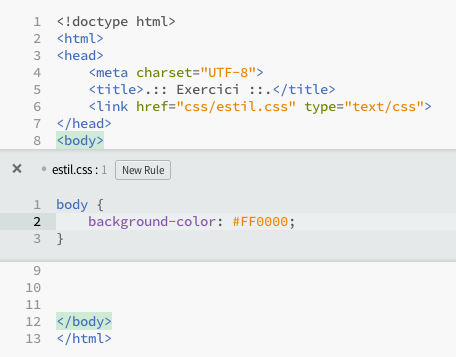 1 <!doctype html>
2 <html>
3 <head>
4 <meta charset="UTF-8">
5 <title>.:: Exercici ::.</title>
6 <link href="css/estil.css" type="text/css">
7 </head>
8 <body>
× • estil.css : 1 New Rule
1 body {
2 background-color: #FF0000;
3 }
9
10
11
12 </body>
13 </html>